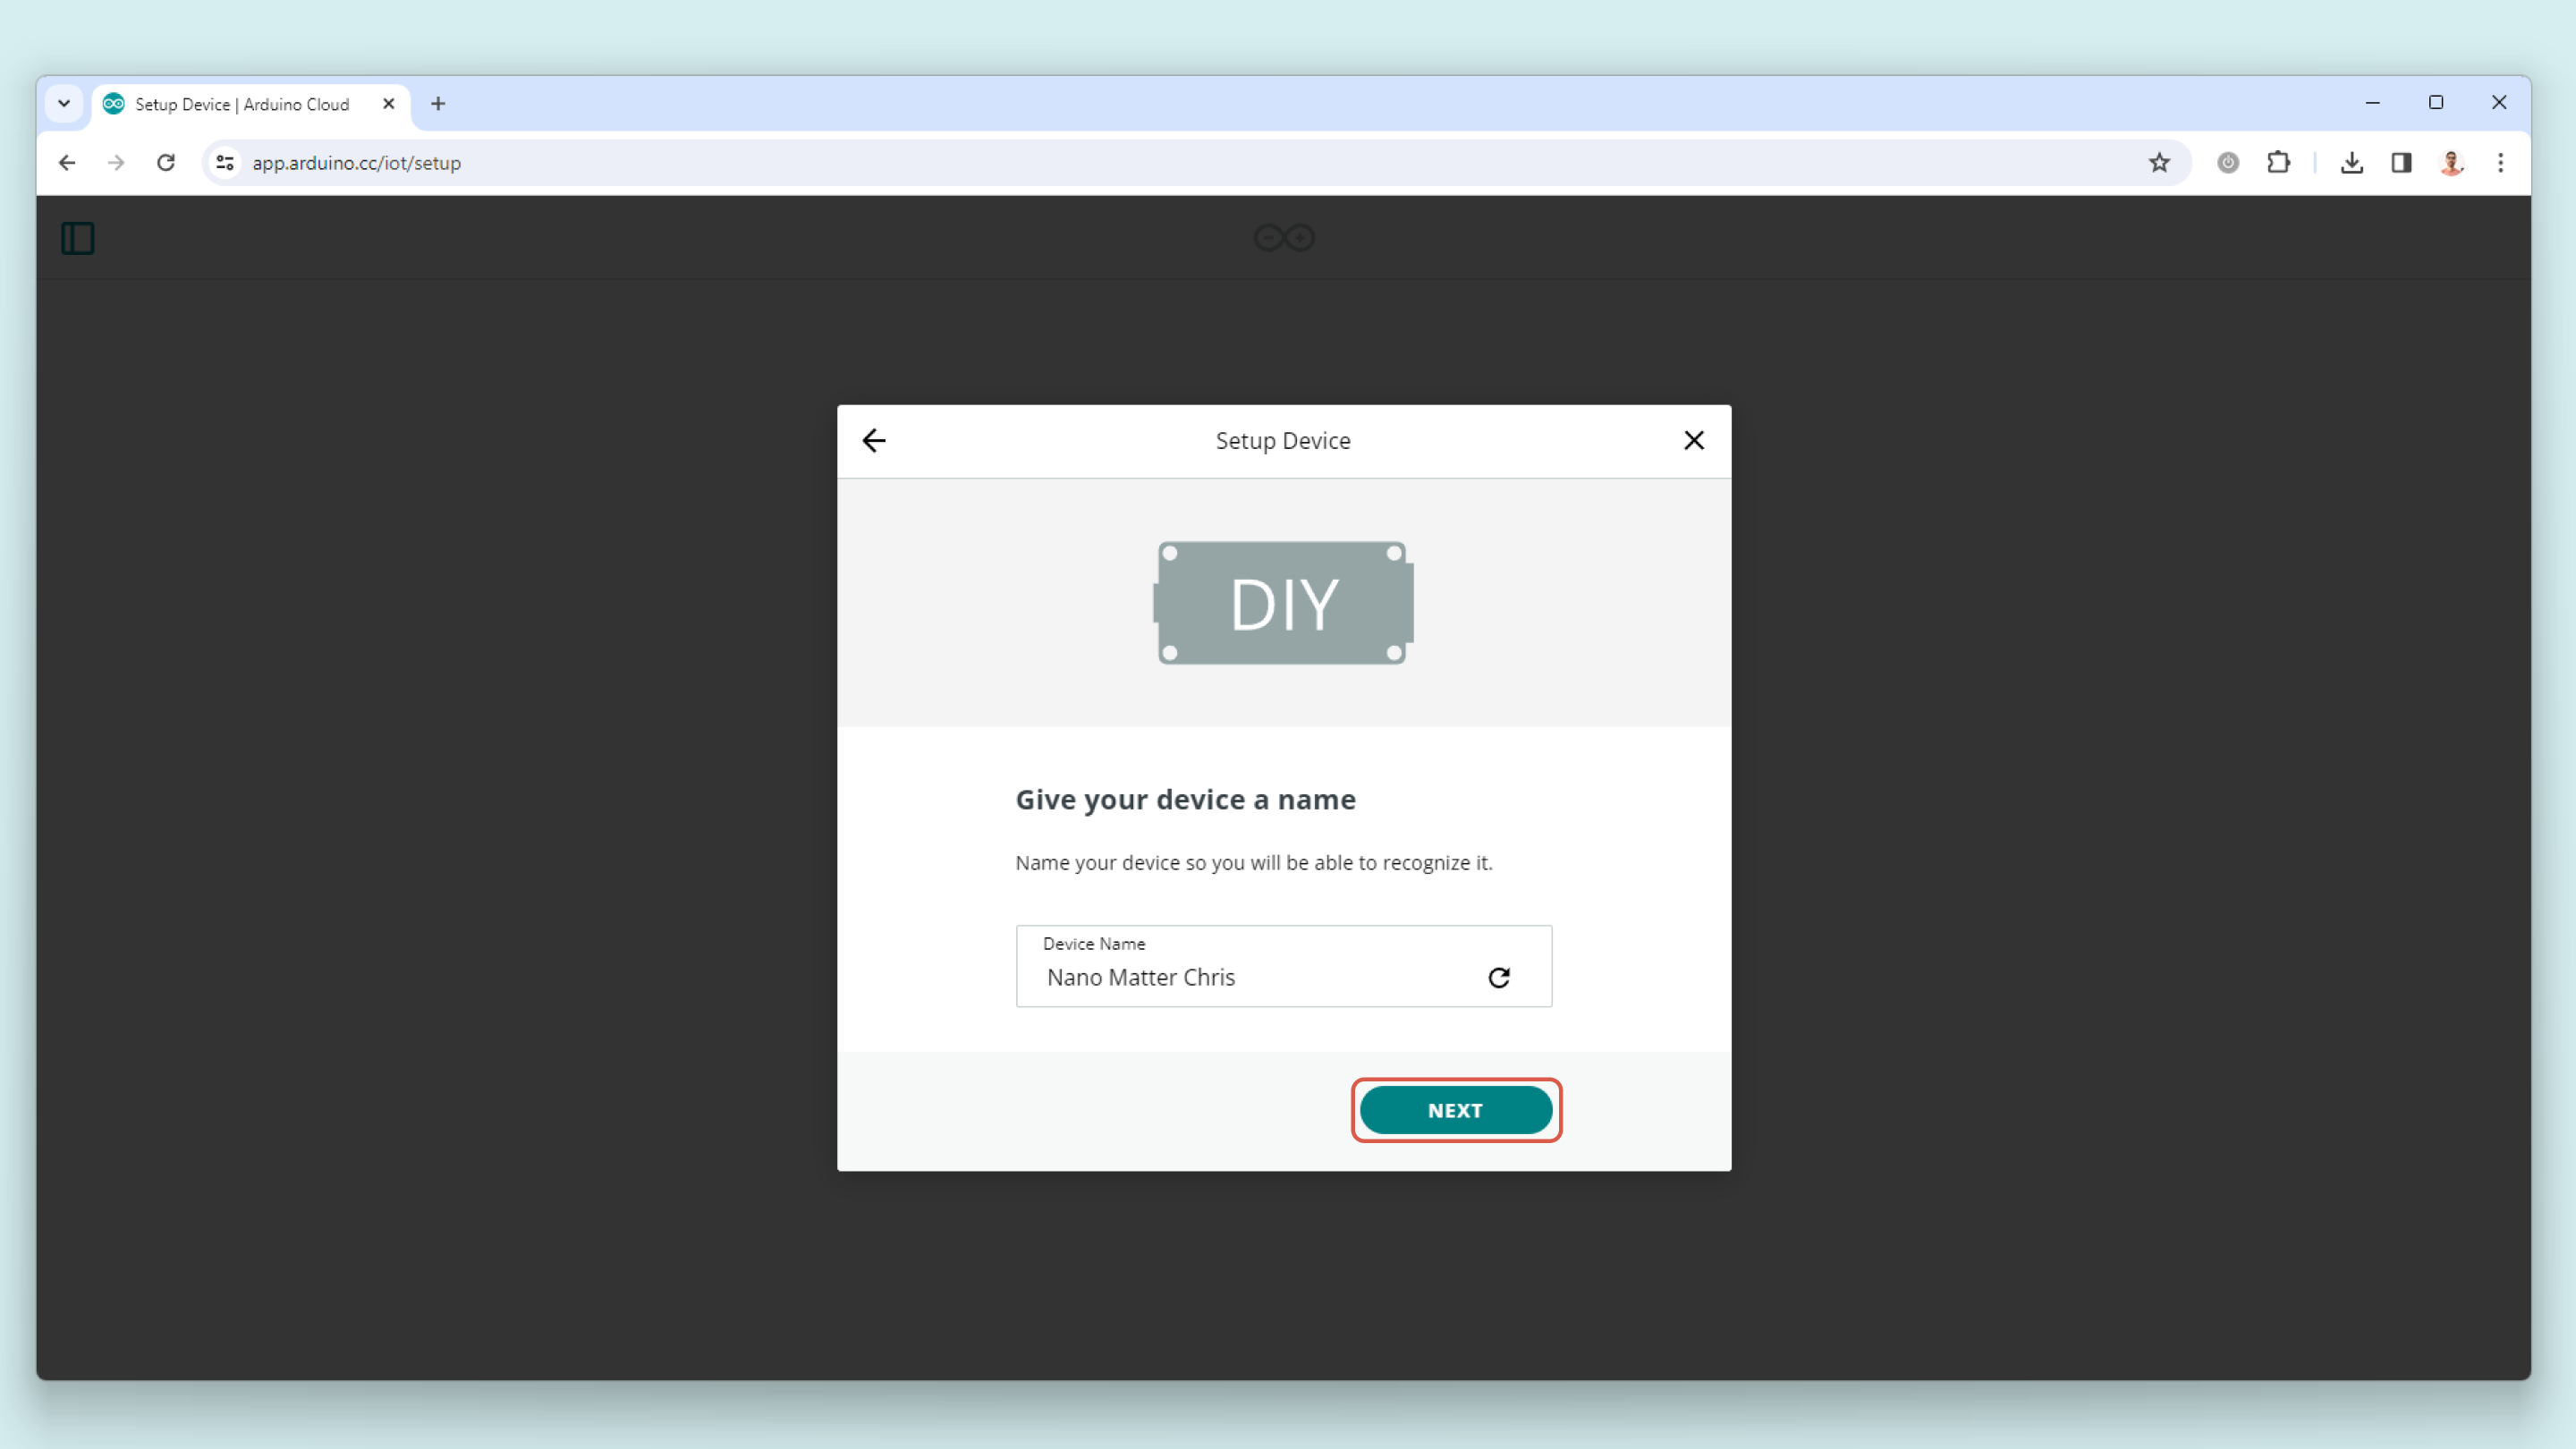 Setup Device | Arduino Cloud
app.arduino.cc/iot/setup
Setup Device
DIY
Give your device a name
Name your device so you will be able to recognize it.
Device Name
Nano Matter Chris
NEXT